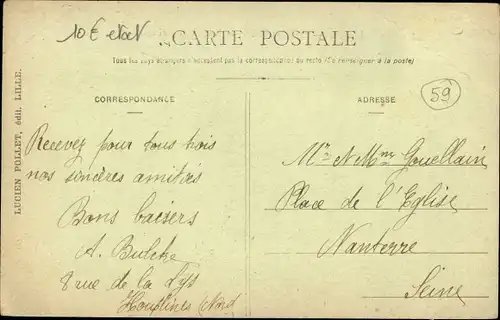 10€ etat V
CARTE POSTALE
Tous les pays étrangers n'acceptent pas la correspondance au recto (Se renseigner à la poste)
59
CORRESPONDANCE
Recevez pour tous trois
nos sincères amitiés
Bons baisers
A. Bulcke
8 rue de la Lys
Houplines Nord
ADRESSE
Mr & Mme Gouellain
Place de l'Eglise
Nanterre
Seine
LUCIEN POLLET, édit. LILLE.